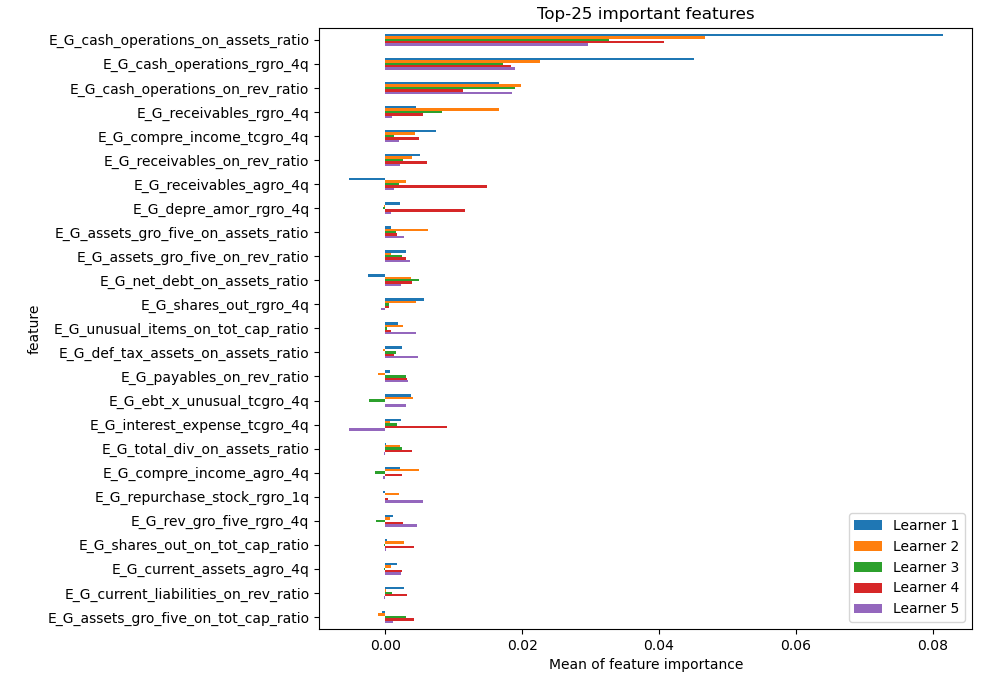 Top-25 important features
E_G_cash_operations_on_assets_ratio
E_G_cash_operations_rgro_4q
E_G_cash_operations_on_rev_ratio
E_G_receivables_rgro_4q
E_G_compre_income_tcgro_4q
E_G_receivables_on_rev_ratio
E_G_receivables_agro_4q
E_G_depre_amor_rgro_4q
E_G_assets_gro_five_on_assets_ratio
E_G_assets_gro_five_on_rev_ratio
E_G_net_debt_on_assets_ratio
E_G_shares_out_rgro_4q
E_G_unusual_items_on_tot_cap_ratio
E_G_def_tax_assets_on_assets_ratio
E_G_payables_on_rev_ratio
E_G_ebt_x_unusual_tcgro_4q
E_G_interest_expense_tcgro_4q
E_G_total_div_on_assets_ratio
E_G_compre_income_agro_4q
E_G_repurchase_stock_rgro_1q
E_G_rev_gro_five_rgro_4q
E_G_shares_out_on_tot_cap_ratio
E_G_current_assets_agro_4q
E_G_current_liabilities_on_rev_ratio
E_G_assets_gro_five_on_tot_cap_ratio
feature
Learner 1
Learner 2
Learner 3
Learner 4
Learner 5
0.00 0.02 0.04 0.06 0.08
Mean of feature importance